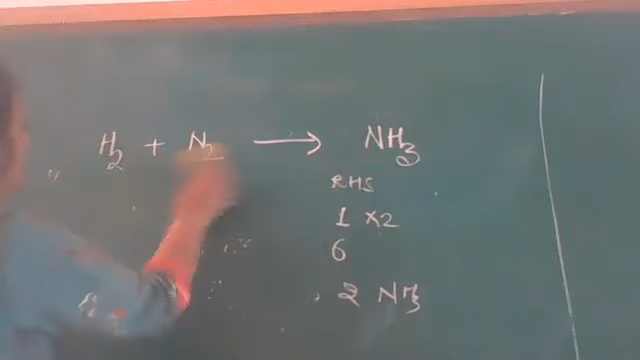 H₂ + N₂ ⟶ NH₃
RHS
1 ×2
6
2 NH₃